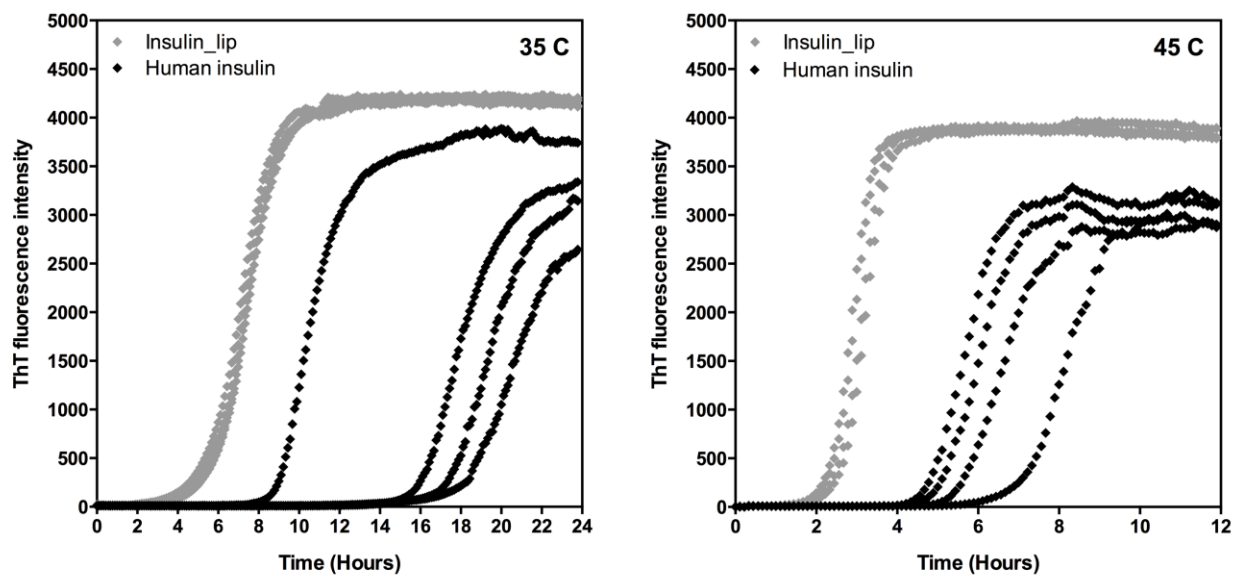 5000
4500
4000
3500
3000
2500
2000
1500
1000
500
0
ThT fluorescence intensity
Insulin_lip
Human insulin
35 C
0 2 4 6 8 10 12 14 16 18 20 22 24
Time (Hours)
5000
4500
4000
3500
3000
2500
2000
1500
1000
500
0
ThT fluorescence intensity
Insulin_lip
Human insulin
45 C
0 2 4 6 8 10 12
Time (Hours)